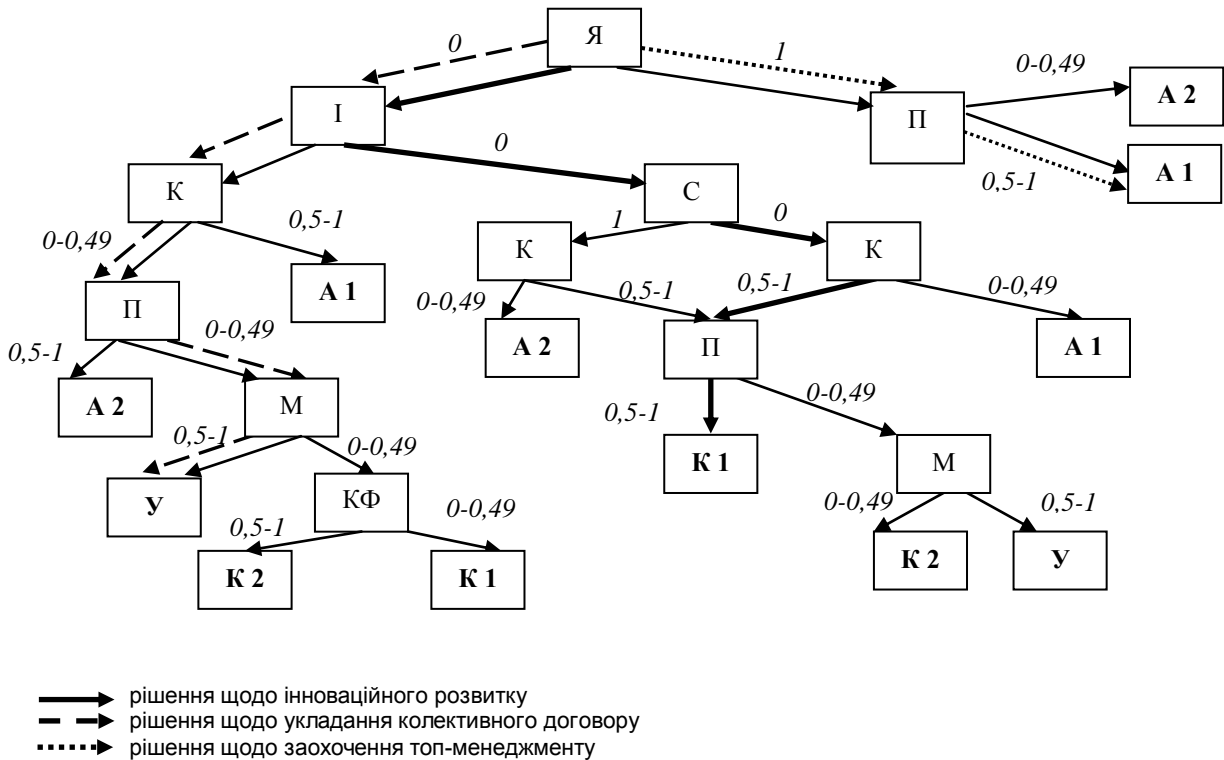 Я
0
1
0-0,49
А 2
І
П
0
0,5-1
А 1
К
С
0-0,49
0,5-1
1
0
К
К
А 1
П
0-0,49
0-0,49
0,5-1
0,5-1
0-0,49
0,5-1
А 2
П
А 1
А 2
М
0,5-1
0-0,49
0,5-1
0-0,49
К 1
М
У
КФ
0,5-1
0-0,49
0-0,49
0,5-1
К 2
К 1
К 2
У
рішення щодо інноваційного розвитку
рішення щодо укладання колективного договору
рішення щодо заохочення топ-менеджменту